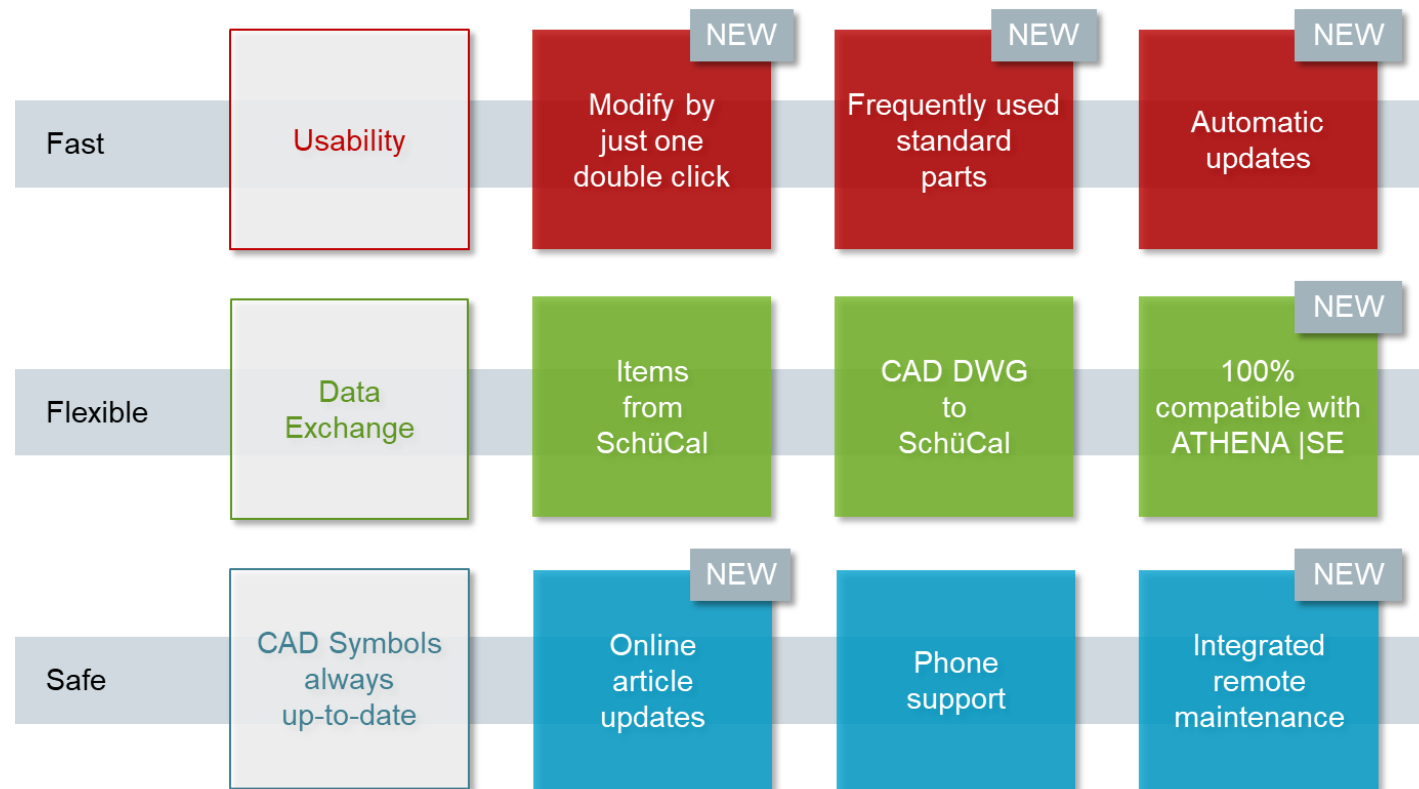 NEW
NEW
NEW
Fast
Usability
Modify by
just one
double click
Frequently used
standard
parts
Automatic
updates
NEW
Flexible
Data
Exchange
Items
from
SchüCal
CAD DWG
to
SchüCal
100%
compatible with
ATHENA |SE
NEW
NEW
Safe
CAD Symbols
always
up-to-date
Online
article
updates
Phone
support
Integrated
remote
maintenance